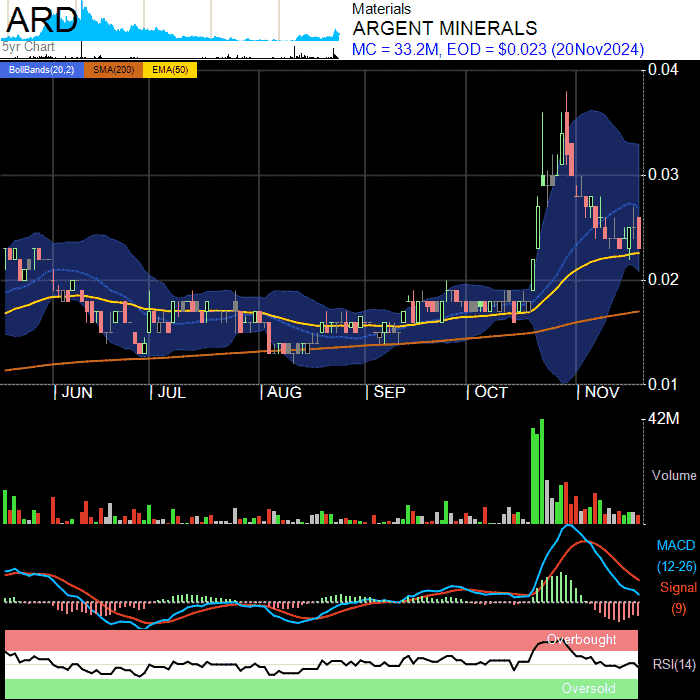 ARD
5yr Chart
Materials
ARGENT MINERALS
MC = 33.2M, EOD = $0.023 (20Nov2024)
BollBands(20,2) SMA(200) EMA(50)
0.04
0.03
0.02
0.01
JUN JUL AUG SEP OCT NOV
42M
Volume
MACD
(12-26)
Signal
(9)
Overbought
RSI(14)
Oversold